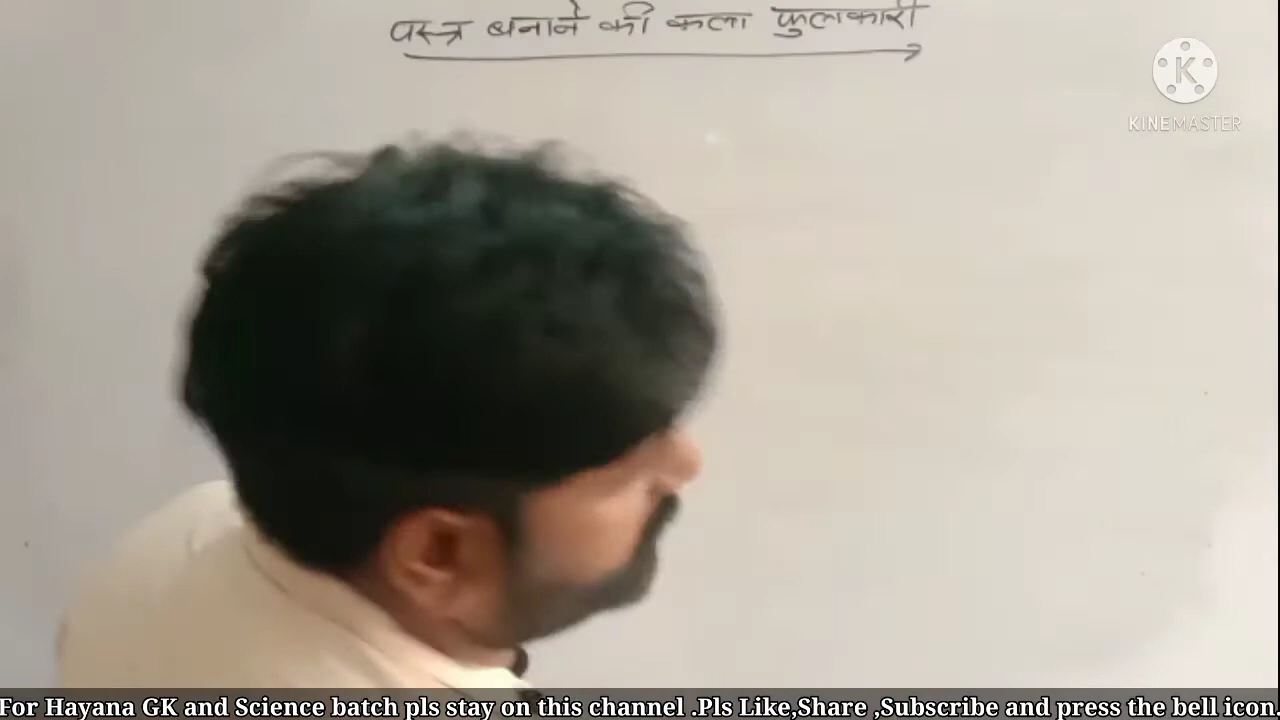 वस्त्र बनाने की कला फुलकारी
K
KINEMASTER
For Hayana GK and Science batch pls stay on this channel .Pls Like,Share ,Subscribe and press the bell icon.